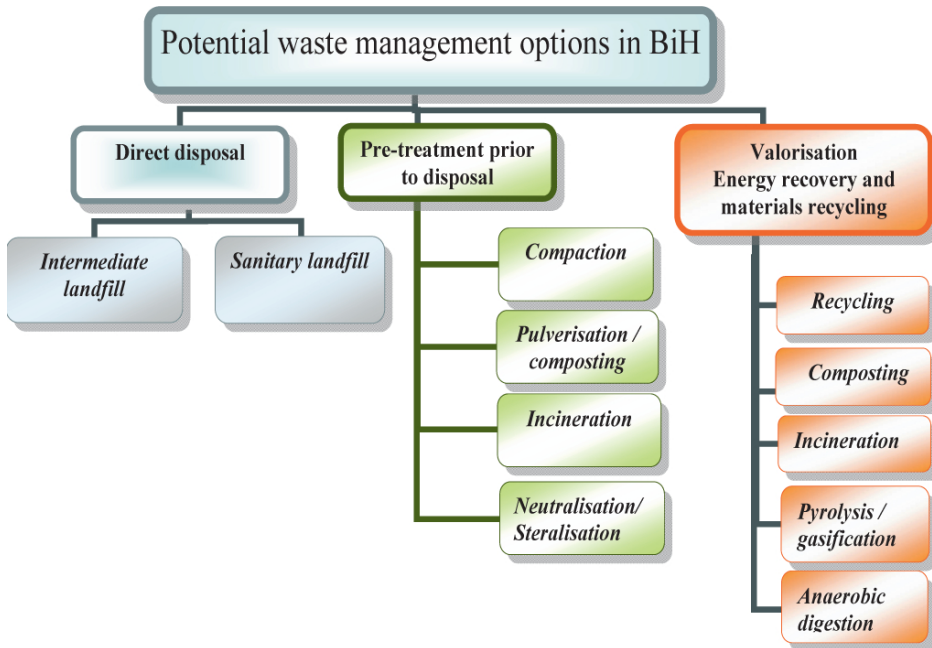 Potential waste management options in BiH
Direct disposal
Intermediate
landfill
Sanitary landfill
Pre-treatment prior
to disposal
Compaction
Pulverisation /
composting
Incineration
Neutralisation/
Steralisation
Valorisation
Energy recovery and
materials recycling
Recycling
Composting
Incineration
Pyrolysis /
gasification
Anaerobic
digestion